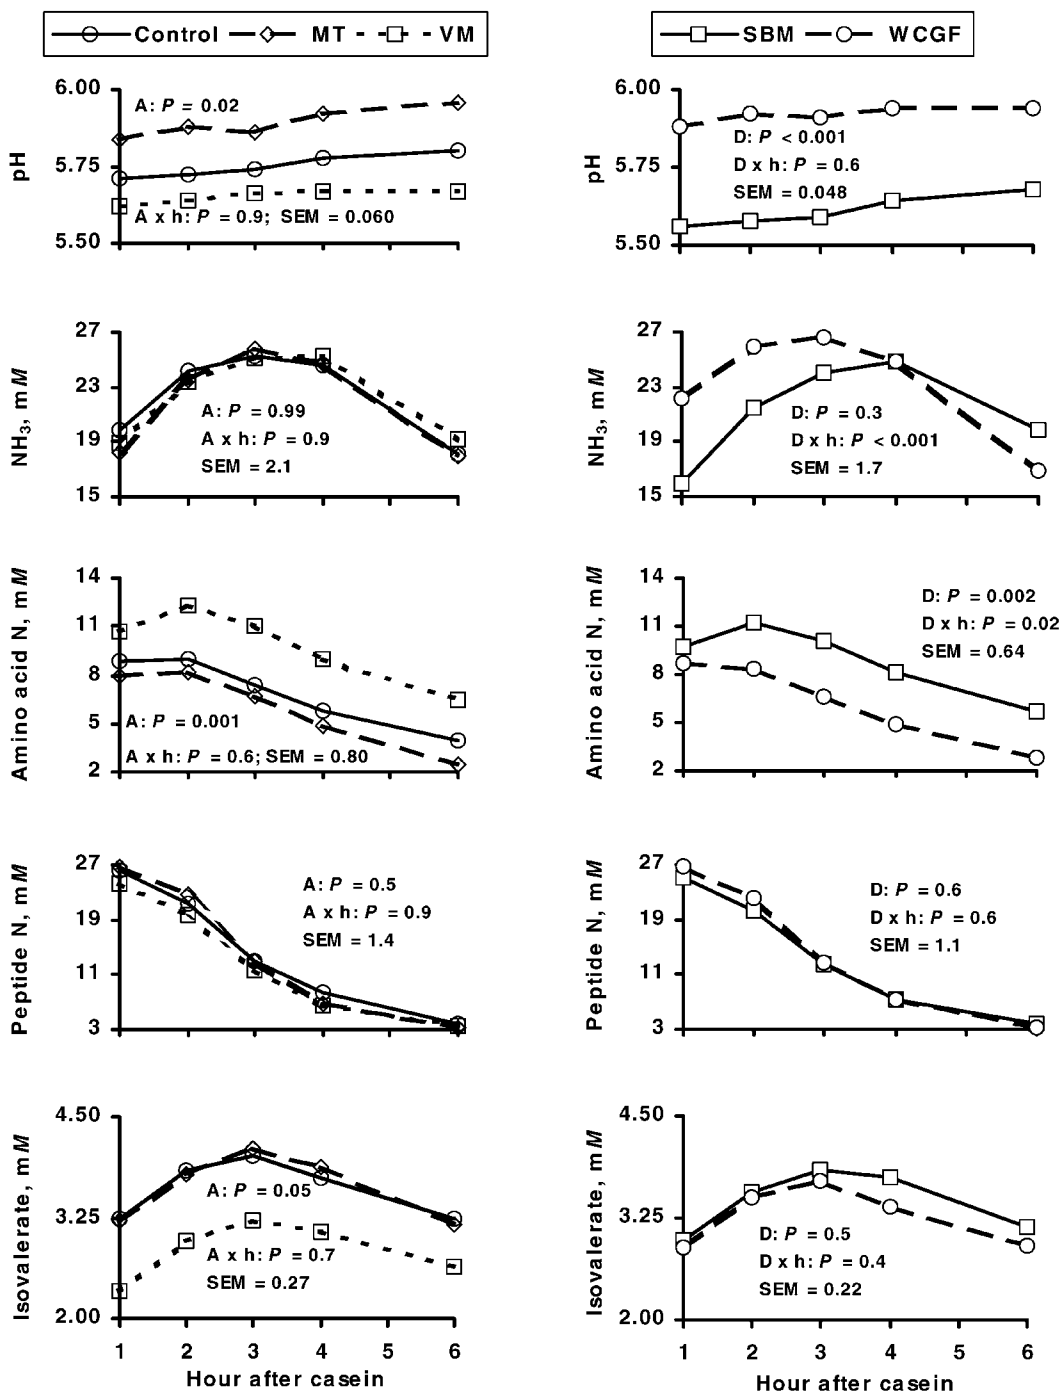 Control MT VM
SBM WCGF
6.00
5.75
5.50
pH
A: P = 0.02
A x h: P = 0.9; SEM = 0.060
6.00
5.75
5.50
pH
D: P < 0.001
D x h: P = 0.6
SEM = 0.048
27
23
19
15
NH3, mM
A: P = 0.99
A x h: P = 0.9
SEM = 2.1
27
23
19
15
NH3, mM
D: P = 0.3
D x h: P < 0.001
SEM = 1.7
14
11
8
5
2
Amino acid N, mM
A: P = 0.001
A x h: P = 0.6; SEM = 0.80
14
11
8
5
2
Amino acid N, mM
D: P = 0.002
D x h: P = 0.02
SEM = 0.64
27
19
11
3
Peptide N, mM
A: P = 0.5
A x h: P = 0.9
SEM = 1.4
27
19
11
3
Peptide N, mM
D: P = 0.6
D x h: P = 0.6
SEM = 1.1
4.50
3.25
2.00
Isovalerate, mM
A: P = 0.05
A x h: P = 0.7
SEM = 0.27
1 2 3 4 5 6
Hour after casein
4.50
3.25
2.00
Isovalerate, mM
D: P = 0.5
D x h: P = 0.4
SEM = 0.22
1 2 3 4 5 6
Hour after casein